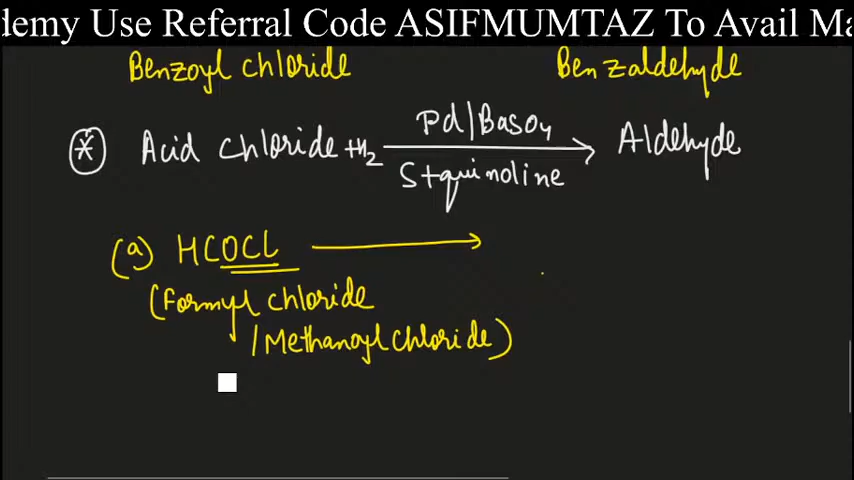 demy Use Referral Code ASIFMUMTAZ To Avail Ma
Benzoyl chloride Benzaldehyde
* Acid chloride + H2 Pd/BaSO4 Aldehyde
S+quinoline
(a) HCOCl
(Formyl chloride
/Methanoyl chloride)